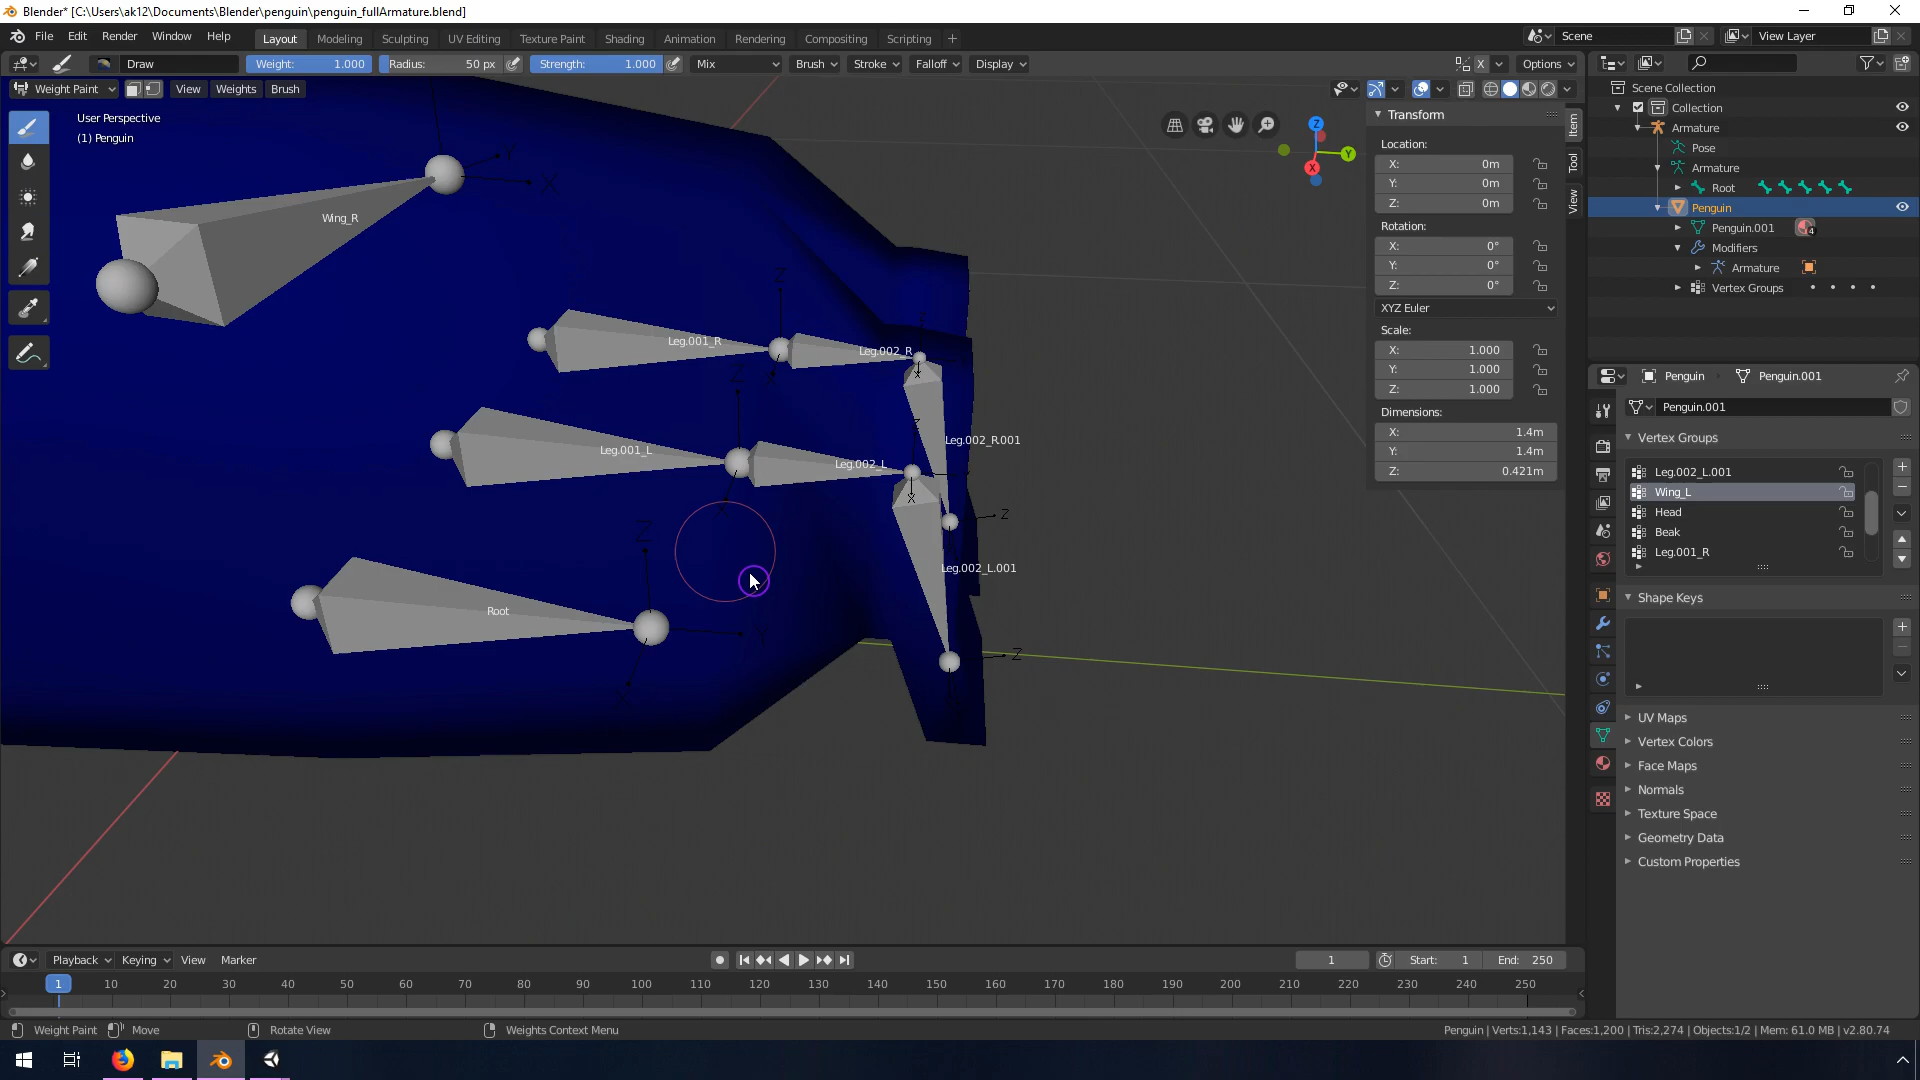 Blender* [C:\Users\ak12\Documents\Blender\penguin\penguin_fullArmature.blend]
File Edit Render Window Help
Layout Modeling Sculpting UV Editing Texture Paint Shading Animation Rendering Compositing Scripting +
Scene
View Layer
Draw Weight: 1.000 Radius: 50 px Strength: 1.000 Mix Brush Stroke Falloff Display
X Options
Weight Paint View Weights Brush
User Perspective
(1) Penguin
Z
Y
X
Y
X
Wing_R
Z
Leg.001_R
Leg.002_R
X
X
Z
Z
Leg.002_R.001
Leg.001_L
Leg.002_L
X
Z
Z
Leg.002_L.001
Root
Z
Transform
Location:
X: 0m
Y: 0m
Z: 0m
Rotation:
X: 0°
Y: 0°
Z: 0°
XYZ Euler
Scale:
X: 1.000
Y: 1.000
Z: 1.000
Dimensions:
X: 1.4m
Y: 1.4m
Z: 0.421m
Item
Tool
View
Scene Collection
Collection
Armature
Pose
Armature
Root
Penguin
Penguin.001 4
Modifiers
Armature
Vertex Groups
Penguin Penguin.001
Penguin.001
Vertex Groups
Leg.002_L.001
Wing_L
Head
Beak
Leg.001_R
Shape Keys
UV Maps
Vertex Colors
Face Maps
Normals
Texture Space
Geometry Data
Custom Properties
Playback Keying View Marker
1 Start: 1 End: 250
1 10 20 30 40 50 60 70 80 90 100 110 120 130 140 150 160 170 180 190 200 210 220 230 240 250
Weight Paint Move Rotate View Weights Context Menu
Penguin | Verts:1,143 | Faces:1,200 | Tris:2,274 | Objects:1/2 | Mem: 61.0 MB | v2.80.74